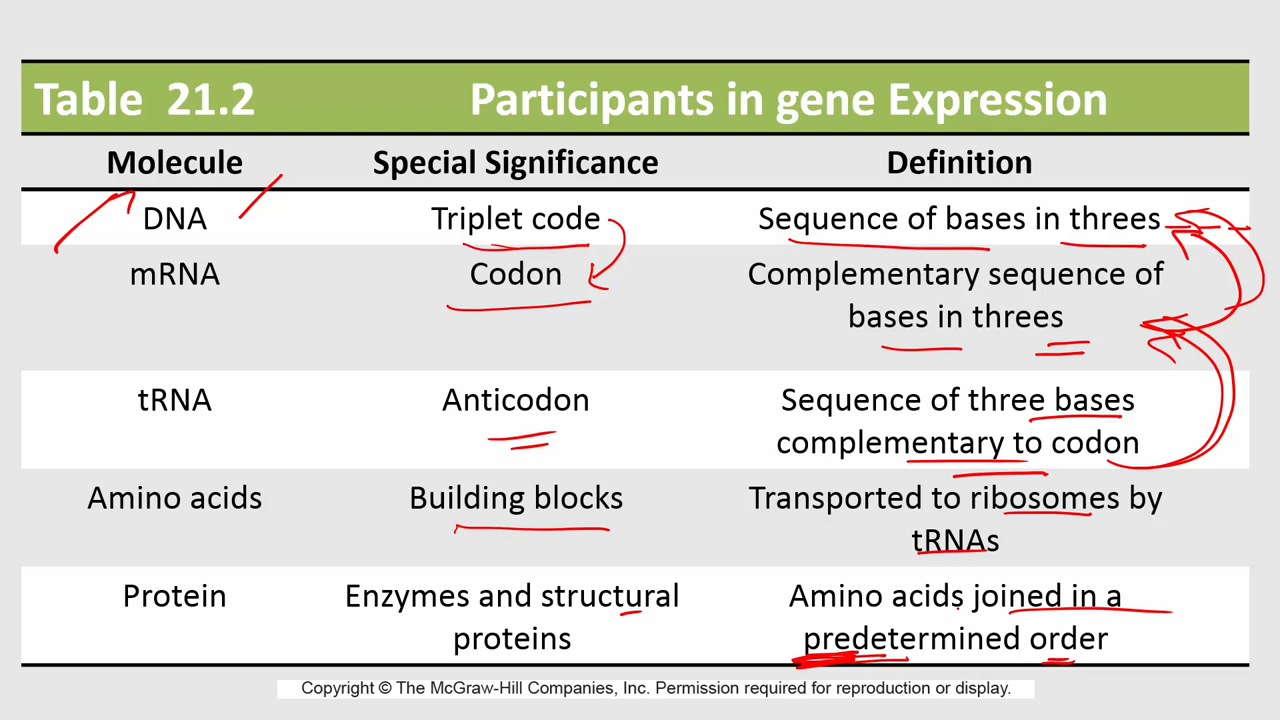 Table 21.2 Participants in gene Expression
Molecule Special Significance Definition
DNA Triplet code Sequence of bases in threes
mRNA Codon Complementary sequence of
bases in threes
tRNA Anticodon Sequence of three bases
complementary to codon
Amino acids Building blocks Transported to ribosomes by
tRNAs
Protein Enzymes and structural Amino acids joined in a
proteins predetermined order
Copyright © The McGraw-Hill Companies, Inc. Permission required for reproduction or display.